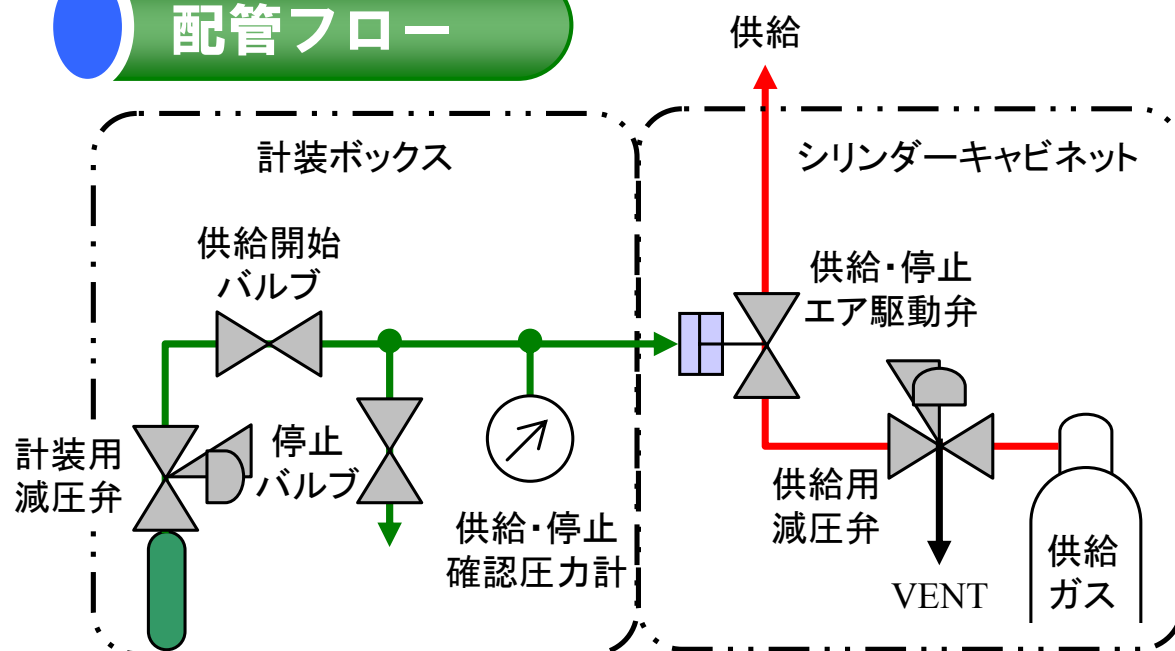 配管フロー
供給
計装ボックス
シリンダーキャビネット
供給開始
バルブ
供給・停止
エア駆動弁
計装用
減圧弁
停止
バルブ
供給・停止
確認圧力計
供給用
減圧弁
VENT
供給
ガス